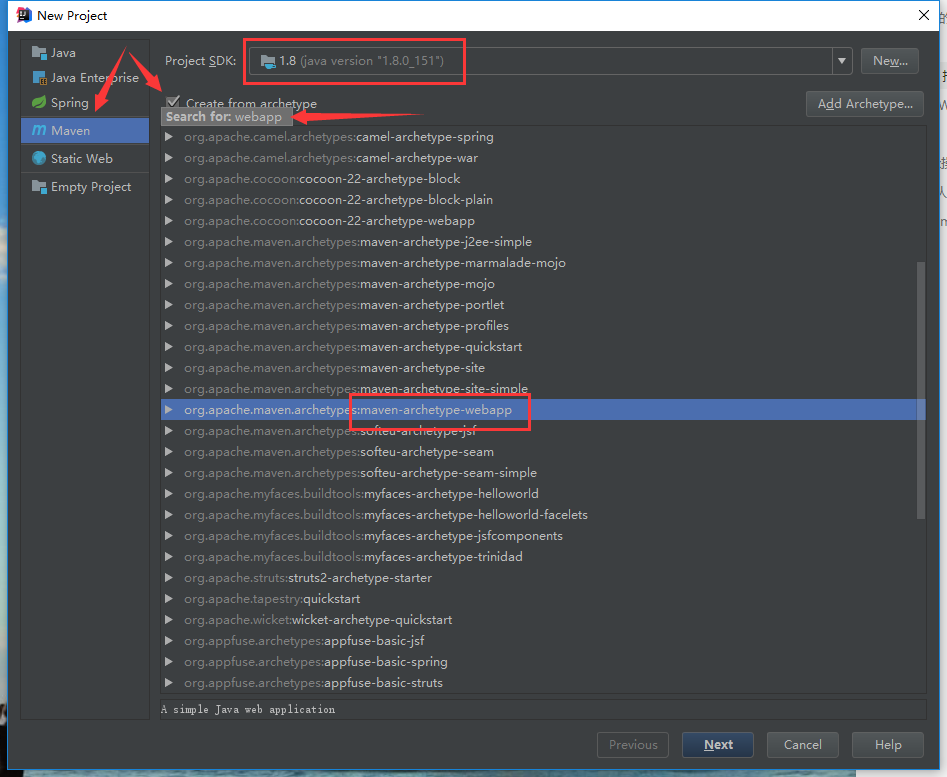 New Project
Java
Java Enterprise
Spring
Maven
Static Web
Empty Project
Project SDK: 1.8 (java version "1.8.0_151") New...
Create from archetype Add Archetype...
Search for: webapp
org.apache.camel.archetypes:camel-archetype-spring
org.apache.camel.archetypes:camel-archetype-war
org.apache.cocoon:cocoon-22-archetype-block
org.apache.cocoon:cocoon-22-archetype-block-plain
org.apache.cocoon:cocoon-22-archetype-webapp
org.apache.maven.archetypes:maven-archetype-j2ee-simple
org.apache.maven.archetypes:maven-archetype-marmalade-mojo
org.apache.maven.archetypes:maven-archetype-mojo
org.apache.maven.archetypes:maven-archetype-portlet
org.apache.maven.archetypes:maven-archetype-profiles
org.apache.maven.archetypes:maven-archetype-quickstart
org.apache.maven.archetypes:maven-archetype-site
org.apache.maven.archetypes:maven-archetype-site-simple
org.apache.maven.archetypes:maven-archetype-webapp
org.apache.maven.archetypes:softeu-archetype-jsf
org.apache.maven.archetypes:softeu-archetype-seam
org.apache.maven.archetypes:softeu-archetype-seam-simple
org.apache.myfaces.buildtools:myfaces-archetype-helloworld
org.apache.myfaces.buildtools:myfaces-archetype-helloworld-facelets
org.apache.myfaces.buildtools:myfaces-archetype-jsfcomponents
org.apache.myfaces.buildtools:myfaces-archetype-trinidad
org.apache.struts:struts2-archetype-starter
org.apache.tapestry:quickstart
org.apache.wicket:wicket-archetype-quickstart
org.appfuse.archetypes:appfuse-basic-jsf
org.appfuse.archetypes:appfuse-basic-spring
org.appfuse.archetypes:appfuse-basic-struts
A simple Java web application
Previous Next Cancel Help